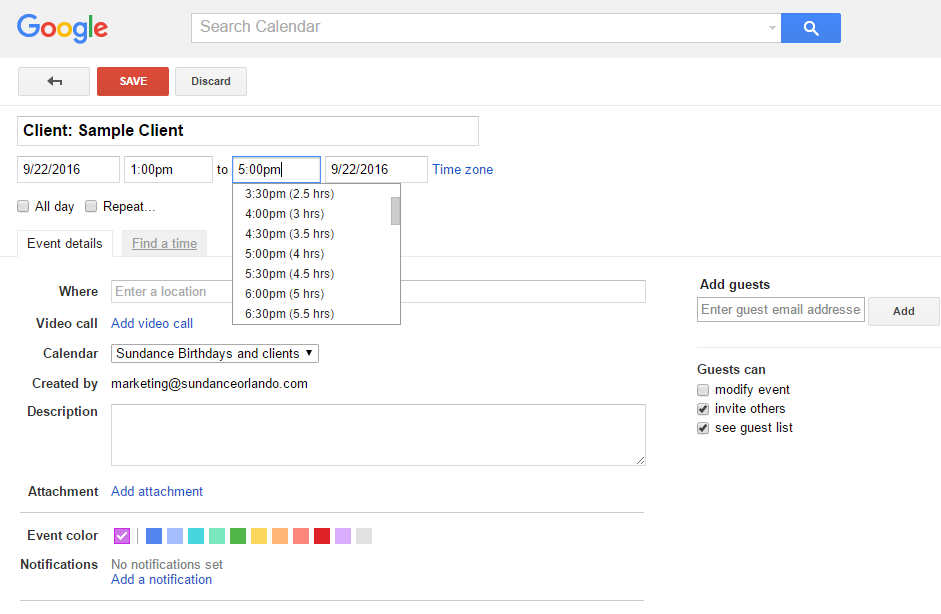 Google
Search Calendar
SAVE
Discard
Client: Sample Client
9/22/2016 1:00pm to 5:00pm 9/22/2016 Time zone
3:30pm (2.5 hrs)
4:00pm (3 hrs)
4:30pm (3.5 hrs)
5:00pm (4 hrs)
5:30pm (4.5 hrs)
6:00pm (5 hrs)
6:30pm (5.5 hrs)
All day Repeat...
Event details Find a time
Where Enter a location
Video call Add video call
Calendar Sundance Birthdays and clients
Created by marketing@sundanceorlando.com
Description
Attachment Add attachment
Event color
Notifications No notifications set
Add a notification
Add guests
Enter guest email addresse Add
Guests can
modify event
invite others
see guest list